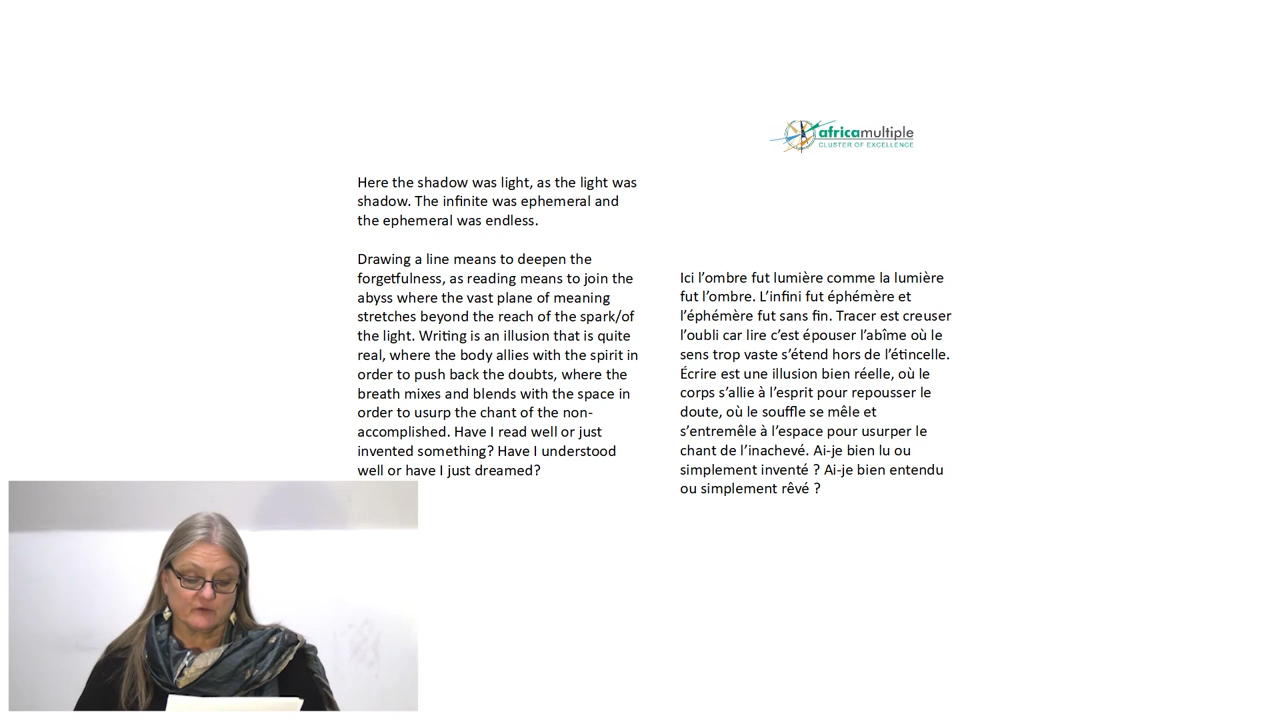 africamultiple
CLUSTER OF EXCELLENCE
Here the shadow was light, as the light was
shadow. The infinite was ephemeral and
the ephemeral was endless.
Drawing a line means to deepen the
forgetfulness, as reading means to join the
abyss where the vast plane of meaning
stretches beyond the reach of the spark/of
the light. Writing is an illusion that is quite
real, where the body allies with the spirit in
order to push back the doubts, where the
breath mixes and blends with the space in
order to usurp the chant of the non-
accomplished. Have I read well or just
invented something? Have I understood
well or have I just dreamed?
Ici l’ombre fut lumière comme la lumière
fut l’ombre. L’infini fut éphémère et
l’éphémère fut sans fin. Tracer est creuser
l’oubli car lire c’est épouser l’abîme où le
sens trop vaste s’étend hors de l’étincelle.
Écrire est une illusion bien réelle, où le
corps s’allie à l’esprit pour repousser le
doute, où le souffle se mêle et
s’entremêle à l’espace pour usurper le
chant de l’inachevé. Ai-je bien lu ou
simplement inventé ? Ai-je bien entendu
ou simplement rêvé ?